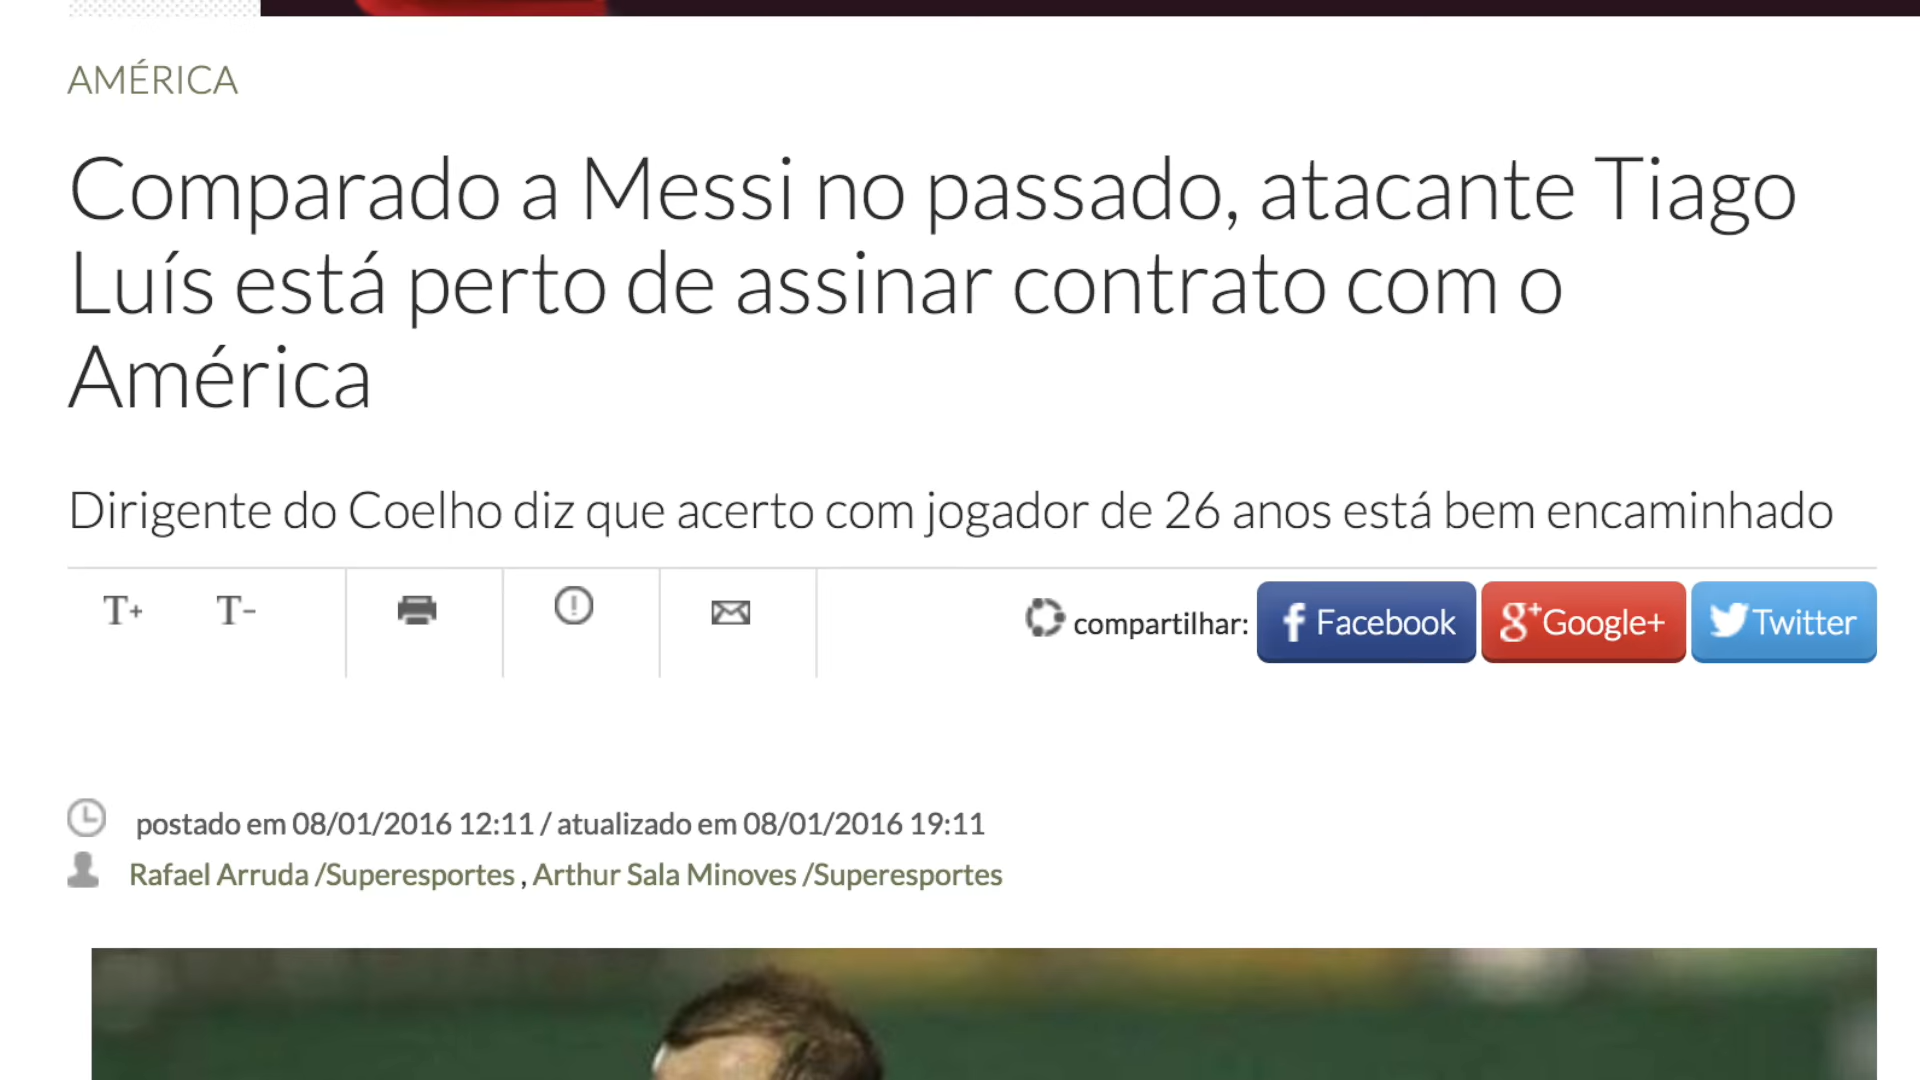 AMÉRICA
Comparado a Messi no passado, atacante Tiago
Luís está perto de assinar contrato com o
América
Dirigente do Coelho diz que acerto com jogador de 26 anos está bem encaminhado
T+ T- compartilhar: f Facebook g+ Google+ Twitter
postado em 08/01/2016 12:11 / atualizado em 08/01/2016 19:11
Rafael Arruda /Superesportes , Arthur Sala Minoves /Superesportes